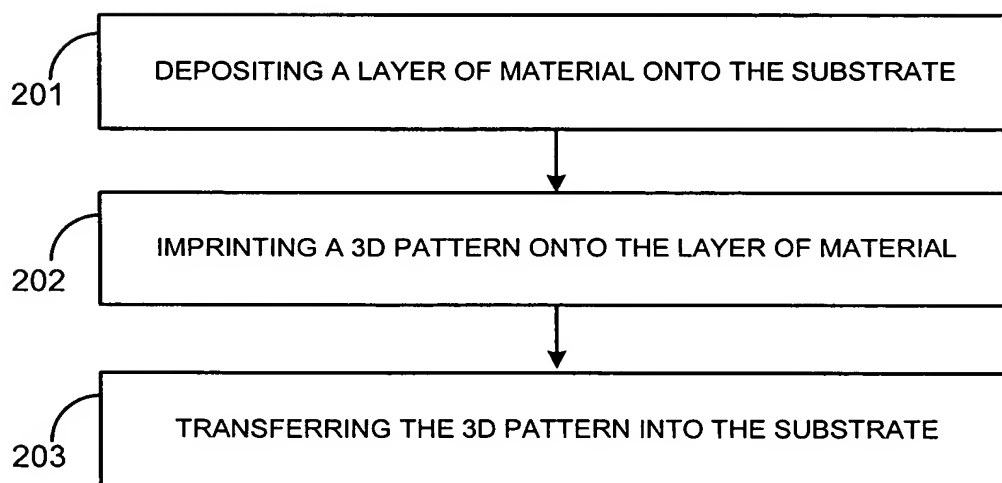 DEPOSITING A LAYER OF MATERIAL ONTO THE SUBSTRATE
201
IMPRINTING A 3D PATTERN ONTO THE LAYER OF MATERIAL
202
TRANSFERRING THE 3D PATTERN INTO THE SUBSTRATE
203